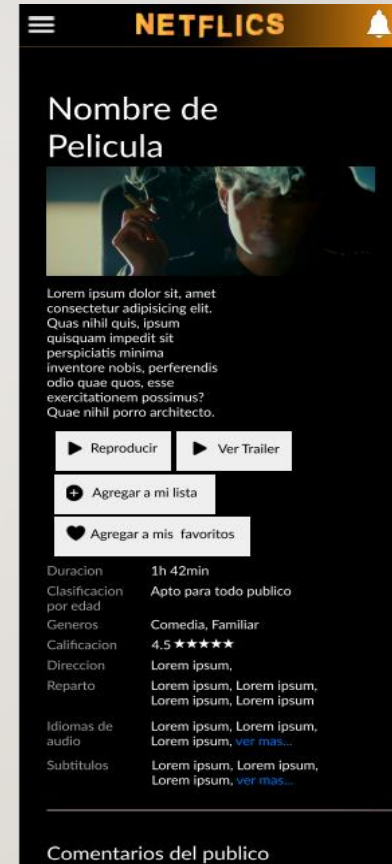 NETFLICS
Nombre de
Pelicula
Lorem ipsum dolor sit, amet
consectetur adipisicing elit.
Quas nihil quis, ipsum
quisquam impedit sit
perspiciatis minima
inventore nobis, perferendis
odio quae quos, esse
exercitationem possimus?
Quae nihil porro architecto.
Reproducir
Ver Trailer
Agregar a mi lista
Agregar a mis favoritos
Duracion 1h 42min
Clasificacion Apto para todo publico
por edad
Generos Comedia, Familiar
Calificacion 4.5 ★★★★★
Direccion Lorem ipsum,
Reparto Lorem ipsum, Lorem ipsum,
Lorem ipsum, Lorem ipsum
Idiomas de Lorem ipsum, Lorem ipsum,
audio Lorem ipsum, ver mas...
Subtitulos Lorem ipsum, Lorem ipsum,
Lorem ipsum, ver mas...
Comentarios del publico